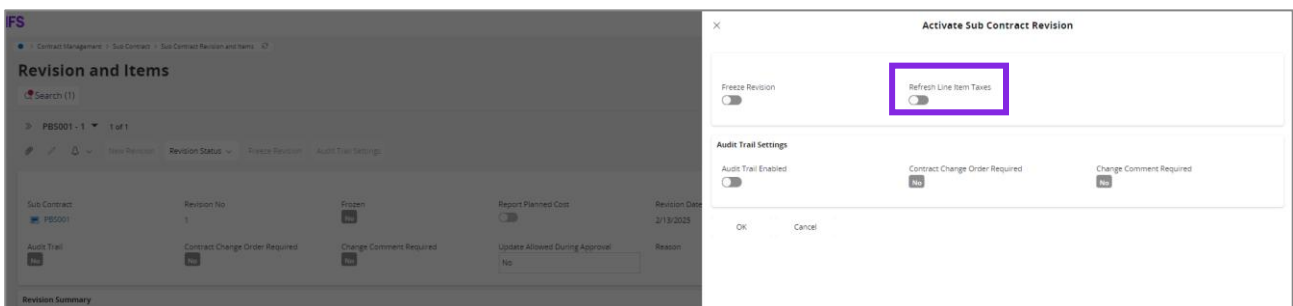 IFS
Contract Management > Sub Contract > Sub Contract Revision and Items
Revision and Items
Search (1)
PBS001 - 1 1 of 1
New Revision Revision Status Freeze Revision Audit Trail Settings
Sub Contract Revision No Frozen Report Planned Cost Revision Date
PBS001 1 No 2/13/2025
Audit Trail Contract Change Order Required Change Comment Required Update Allowed During Approval Reason
No No No No
Revision Summary
Activate Sub Contract Revision
Freeze Revision Refresh Line Item Taxes
Audit Trail Settings
Audit Trail Enabled Contract Change Order Required Change Comment Required
No No
OK Cancel